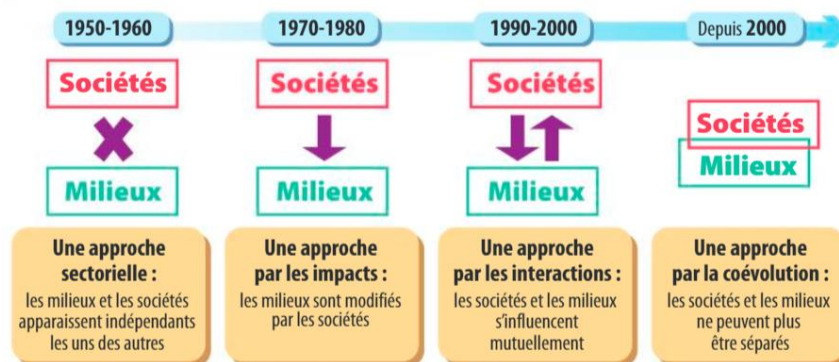 1950-1960
1970-1980
1990-2000
Depuis 2000
Sociétés
Sociétés
Sociétés
Sociétés
Milieux
Milieux
Milieux
Milieux
Une approche
sectorielle :
les milieux et les sociétés
apparaissent indépendants
les uns des autres
Une approche
par les impacts :
les milieux sont modifiés
par les sociétés
Une approche
par les interactions :
les sociétés et les milieux
s'influencent
mutuellement
Une approche
par la coévolution :
les sociétés et les milieux
ne peuvent plus
être séparés